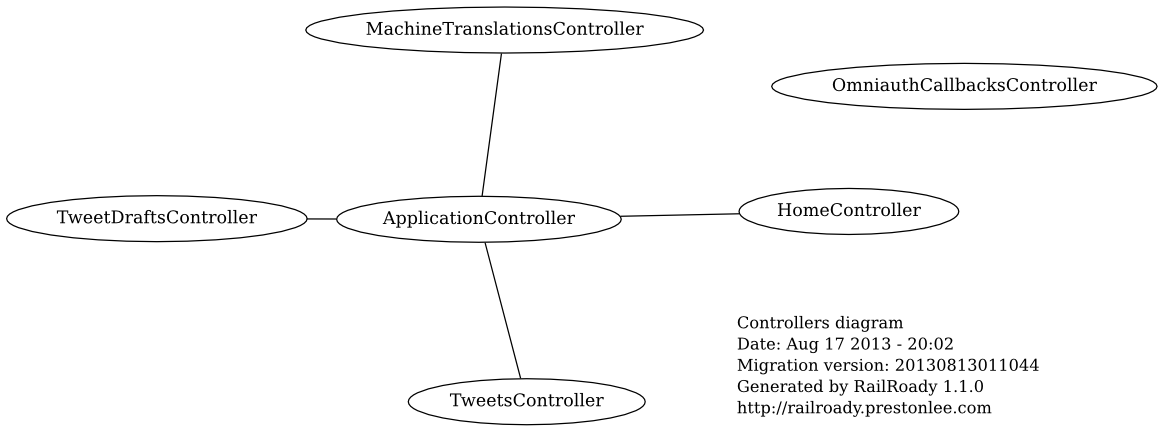 MachineTranslationsController
OmniauthCallbacksController
TweetDraftsController
ApplicationController
HomeController
TweetsController
Controllers diagram
Date: Aug 17 2013 - 20:02
Migration version: 20130813011044
Generated by RailRoady 1.1.0
http://railroady.prestonlee.com